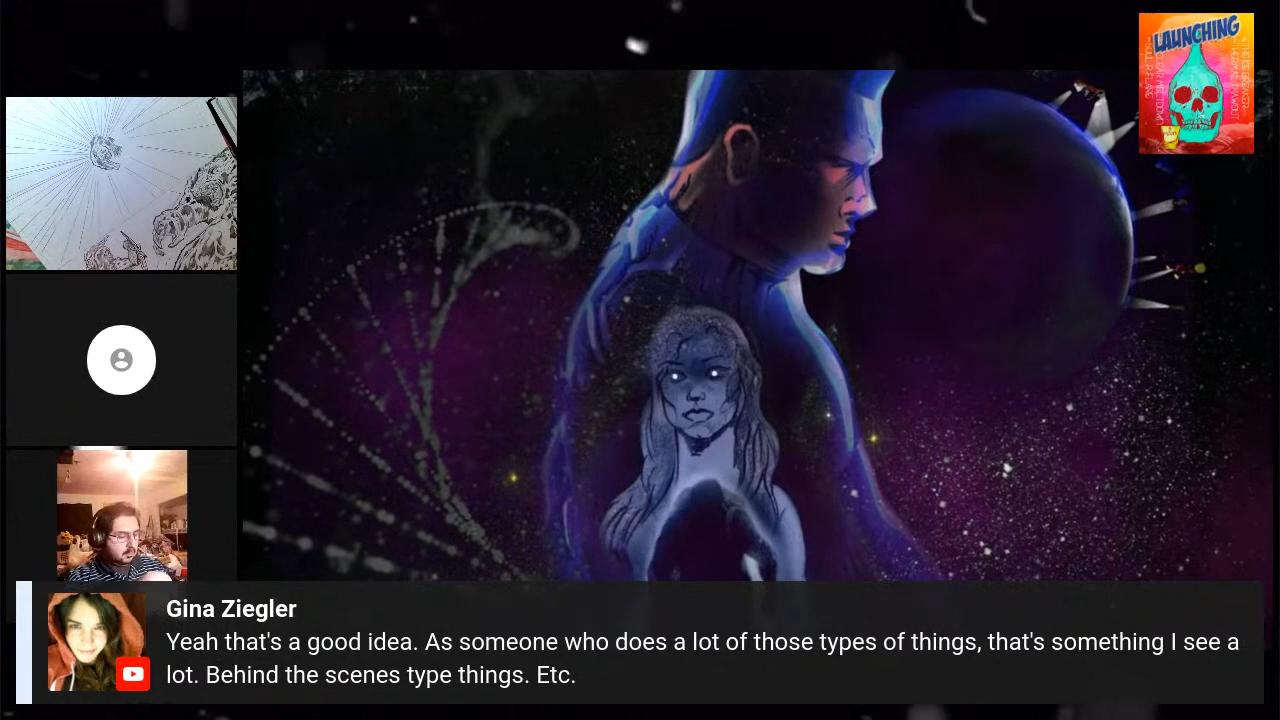 LAUNCHING
Gina Ziegler
Yeah that's a good idea. As someone who does a lot of those types of things, that's something I see a
lot. Behind the scenes type things. Etc.